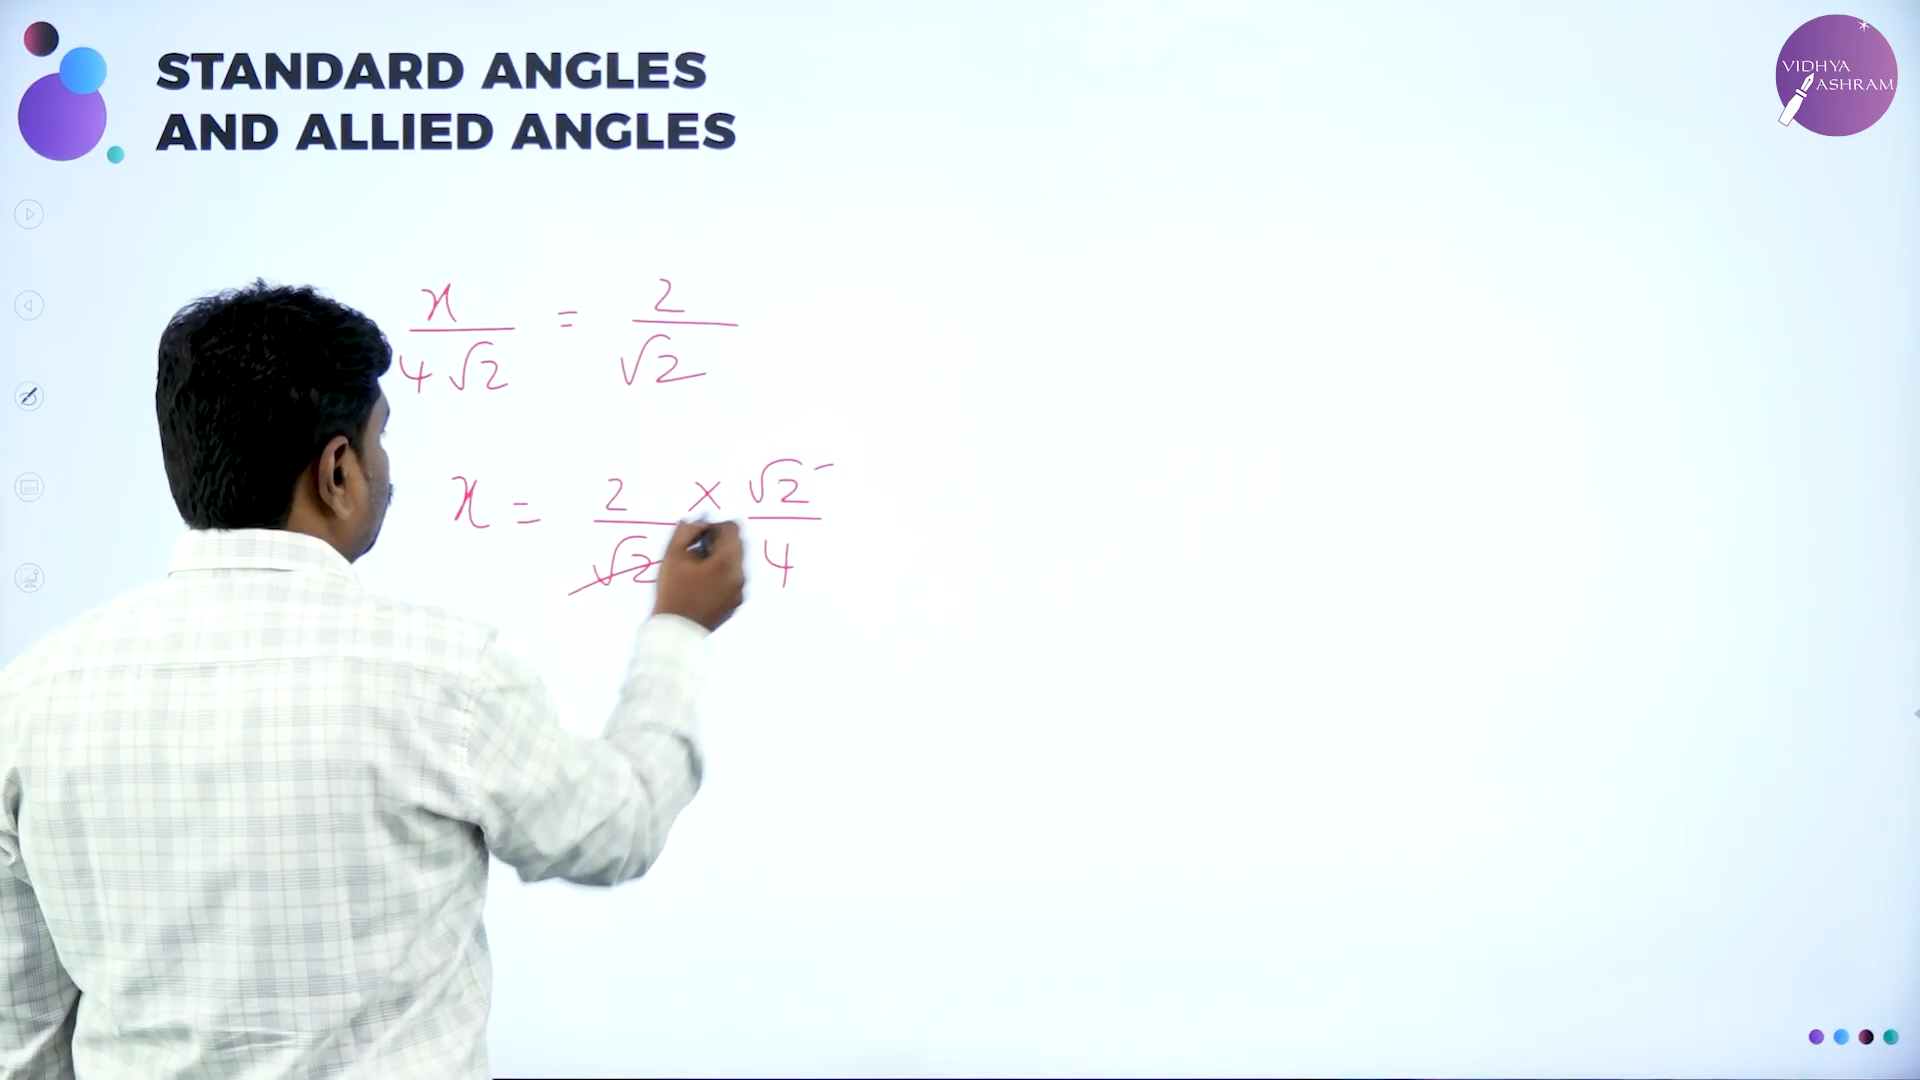 STANDARD ANGLES
AND ALLIED ANGLES
VIDHYA
ASHRAM
x/4√2 = 2/√2
x = 2/√2 × √2/4